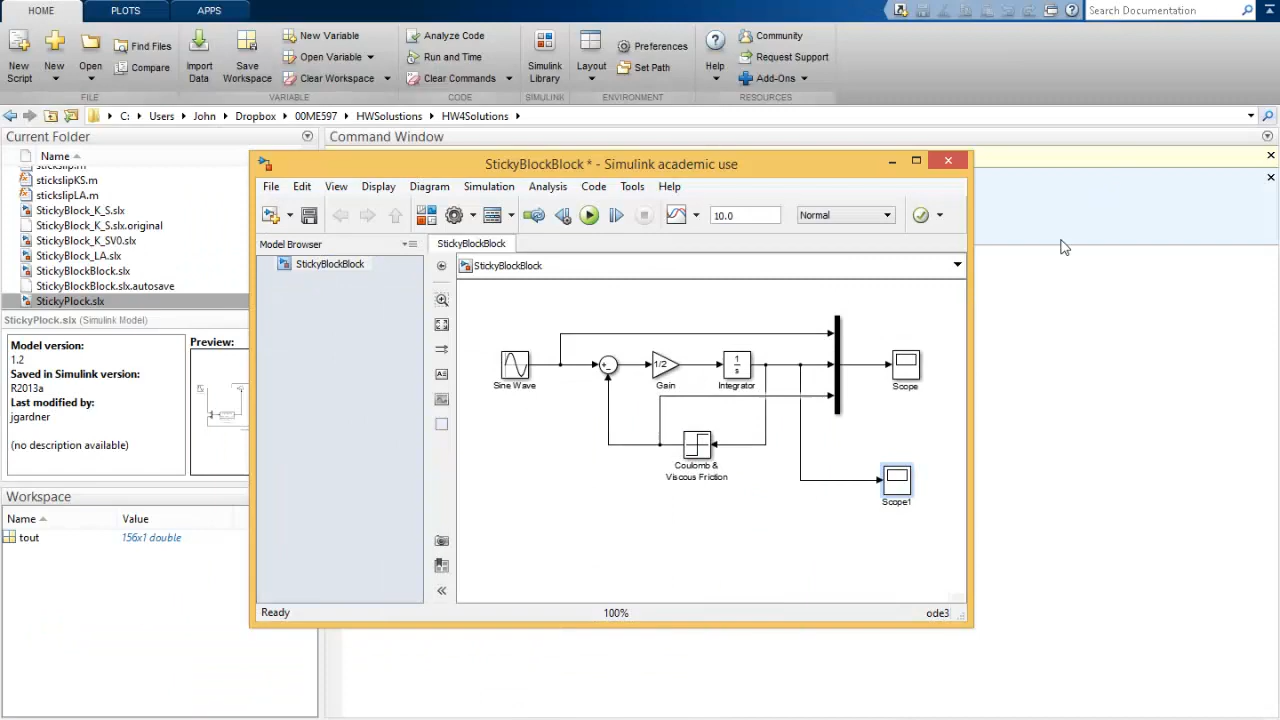 HOME PLOTS APPS Search Documentation
New Script
New
Open
Find Files
Compare
Import Data
Save Workspace
New Variable
Open Variable
Clear Workspace
Analyze Code
Run and Time
Clear Commands
Simulink Library
Layout
Preferences
Set Path
Help
Community
Request Support
Add-Ons
FILE VARIABLE CODE SIMULINK ENVIRONMENT RESOURCES
C: Users John Dropbox 00ME597 HWSolustions HW4Solutions
Current Folder
Command Window
Name
stickslip.m
stickslipKS.m
stickslipLA.m
StickyBlock_K_S.slx
StickyBlock_K_S.slx.original
StickyBlock_K_SV0.slx
StickyBlock_LA.slx
StickyBlockBlock.slx
StickyBlockBlock.slx.autosave
StickyPlock.slx
StickyPlock.slx (Simulink Model)
Model version:
1.2
Saved in Simulink version:
R2013a
Last modified by:
jgardner
(no description available)
Preview:
Workspace
Name Value
tout 156x1 double
StickyBlockBlock * - Simulink academic use
File Edit View Display Diagram Simulation Analysis Code Tools Help
10.0 Normal
Model Browser
StickyBlockBlock
StickyBlockBlock
StickyBlockBlock
Sine Wave
+_
1/2
Gain
1
s
Integrator
Scope
Coulomb &
Viscous Friction
Scope1
Ready 100% ode3